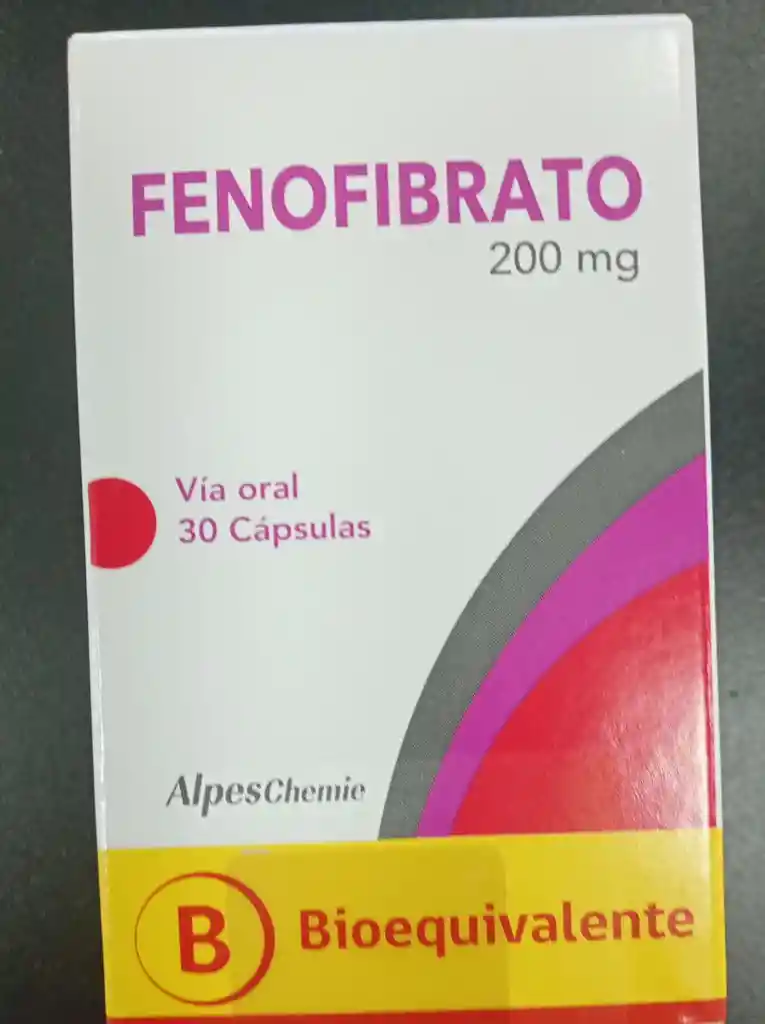 FENOFIBRATO
200 mg
Vía oral
30 Cápsulas
AlpesChemie
B Bioequivalente